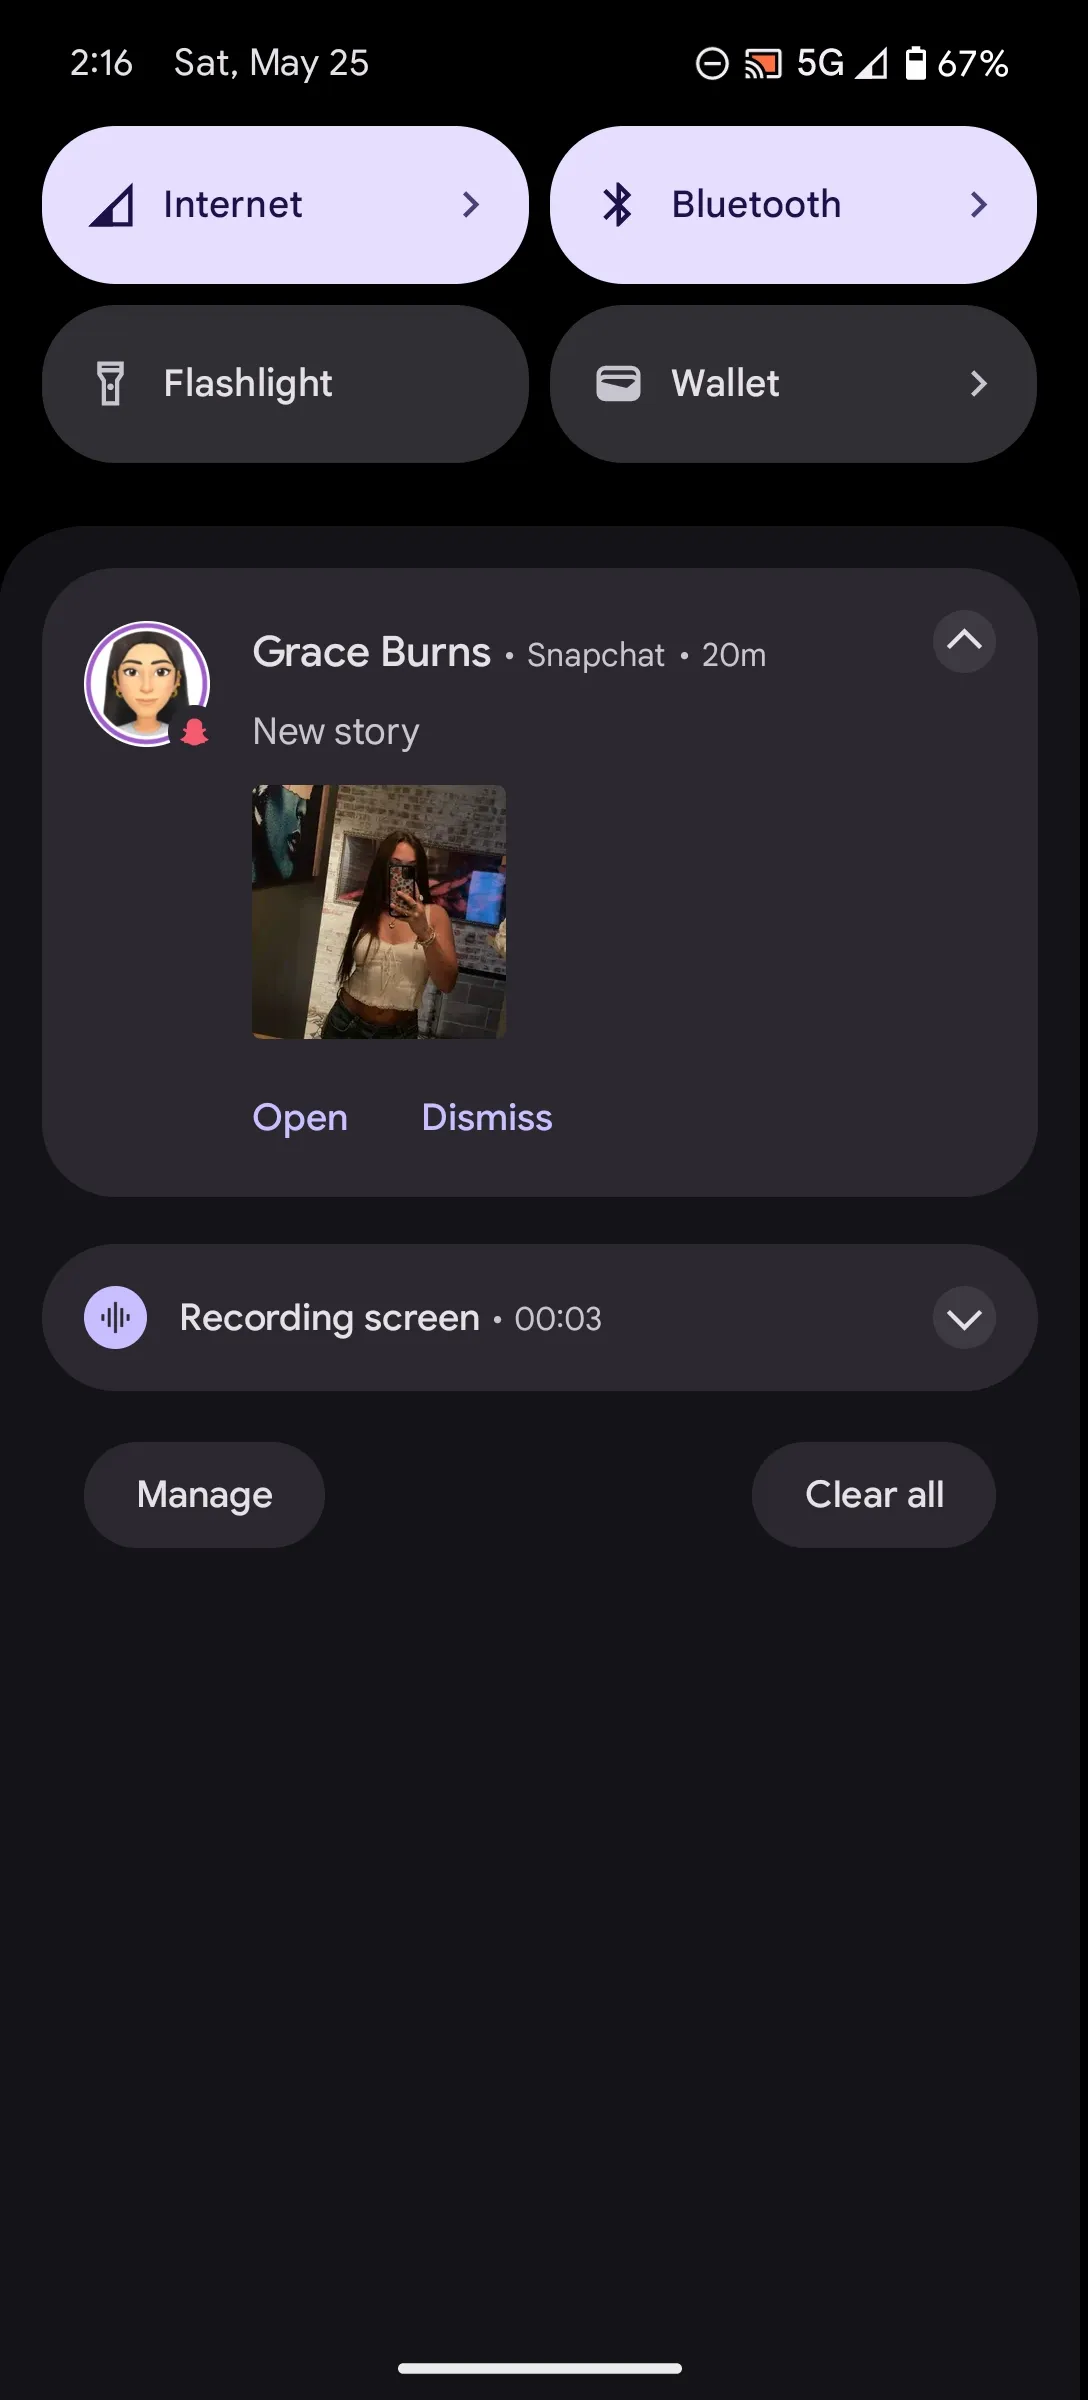 2:16 Sat, May 25 5G 67%
Internet Bluetooth
Flashlight Wallet
Grace Burns • Snapchat • 20m
New story
Open Dismiss
Recording screen • 00:03
Manage Clear all